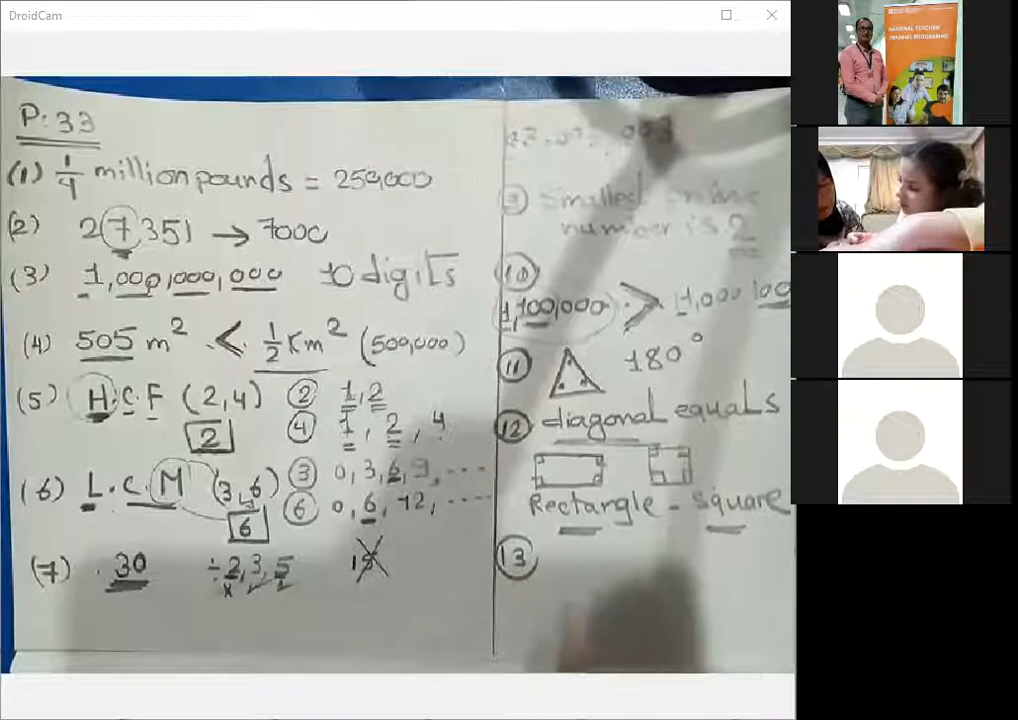 DroidCam
P: 33
(1) 1/4 million pounds = 250,000
(2) 27351 → 7000
(3) 1,000,000,000 10 digits
(4) 505 m² < 1/2 Km² (500,000)
(5) H.C.F (2,4) ② 1,2
2 ④ 1, 2, 4
(6) L.C.M (3,6) ③ 0, 3, 6, 9, ....
6 ⑥ 0, 6, 12, ....
(7) 30 ÷ 2, 3, 5 15
⑨ Smallest prime
number is 2
⑩
1,100,000 > 1,000,100
⑪ 180°
⑫ diagonal equals
Rectangle - square
⑬
NATIONAL TEACHER
TRAINING PROGRAMME